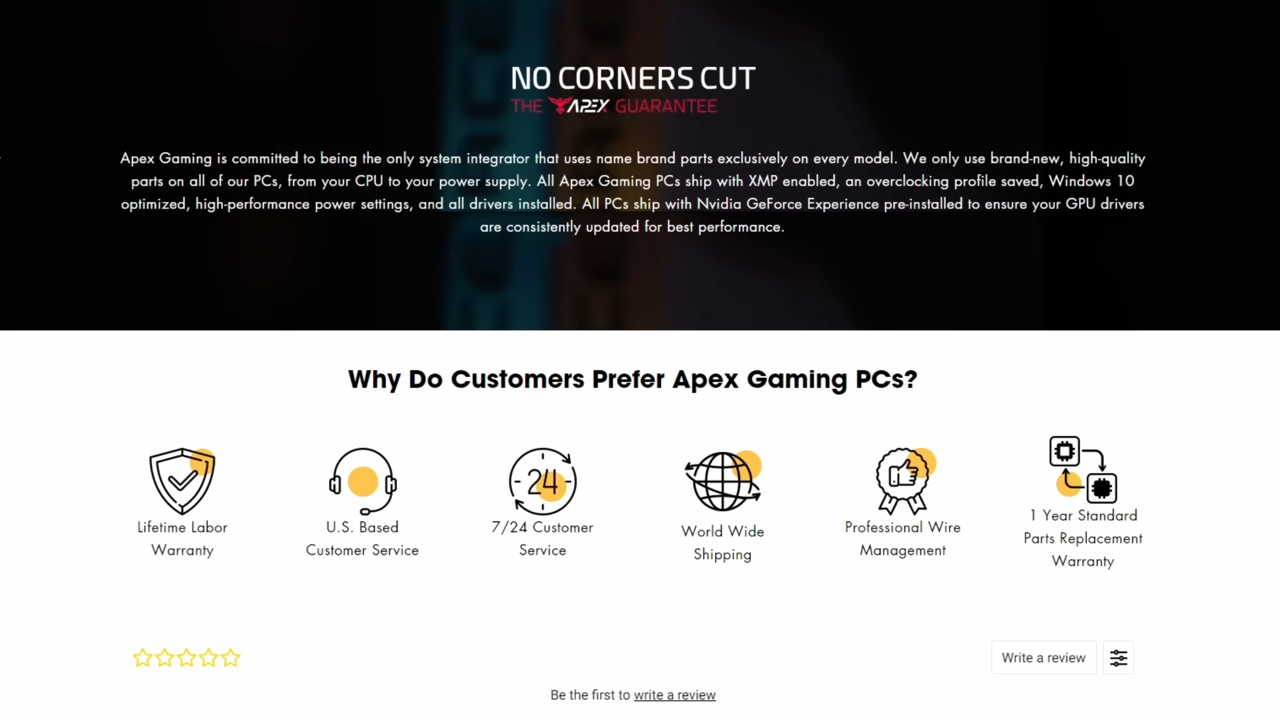 NO CORNERS CUT
THE APEX GUARANTEE
Apex Gaming is committed to being the only system integrator that uses name brand parts exclusively on every model. We only use brand-new, high-quality
parts on all of our PCs, from your CPU to your power supply. All Apex Gaming PCs ship with XMP enabled, an overclocking profile saved, Windows 10
optimized, high-performance power settings, and all drivers installed. All PCs ship with Nvidia GeForce Experience pre-installed to ensure your GPU drivers
are consistently updated for best performance.
Why Do Customers Prefer Apex Gaming PCs?
Lifetime Labor
Warranty
U.S. Based
Customer Service
24
7/24 Customer
Service
World Wide
Shipping
Professional Wire
Management
1 Year Standard
Parts Replacement
Warranty
Write a review
Be the first to write a review